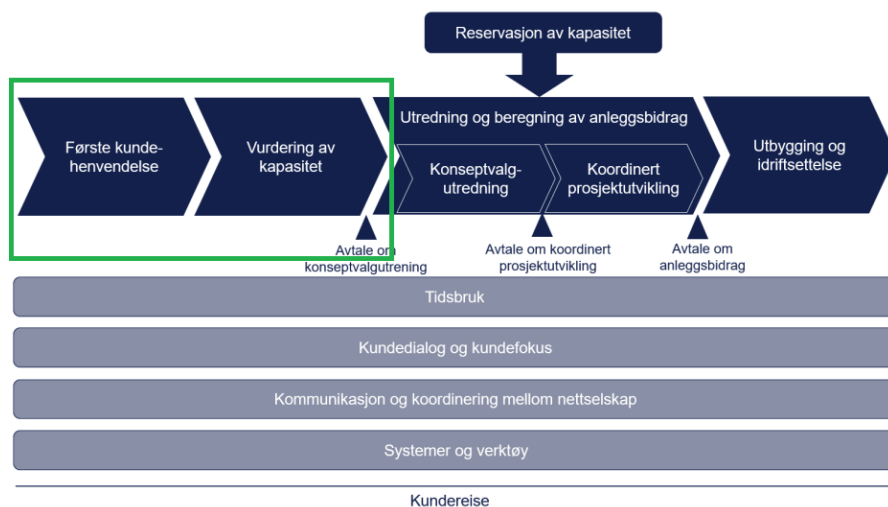 Reservasjon av kapasitet
Første kunde-
henvendelse
Vurdering av
kapasitet
Utredning og beregning av anleggsbidrag
Konseptvalg-
utredning
Koordinert
prosjektutvikling
Utbygging og
idriftsettelse
Avtale om
konseptvalgutrening
Avtale om koordinert
prosjektutvikling
Avtale om
anleggsbidrag
Tidsbruk
Kundedialog og kundefokus
Kommunikasjon og koordinering mellom nettselskap
Systemer og verktøy
Kundereise